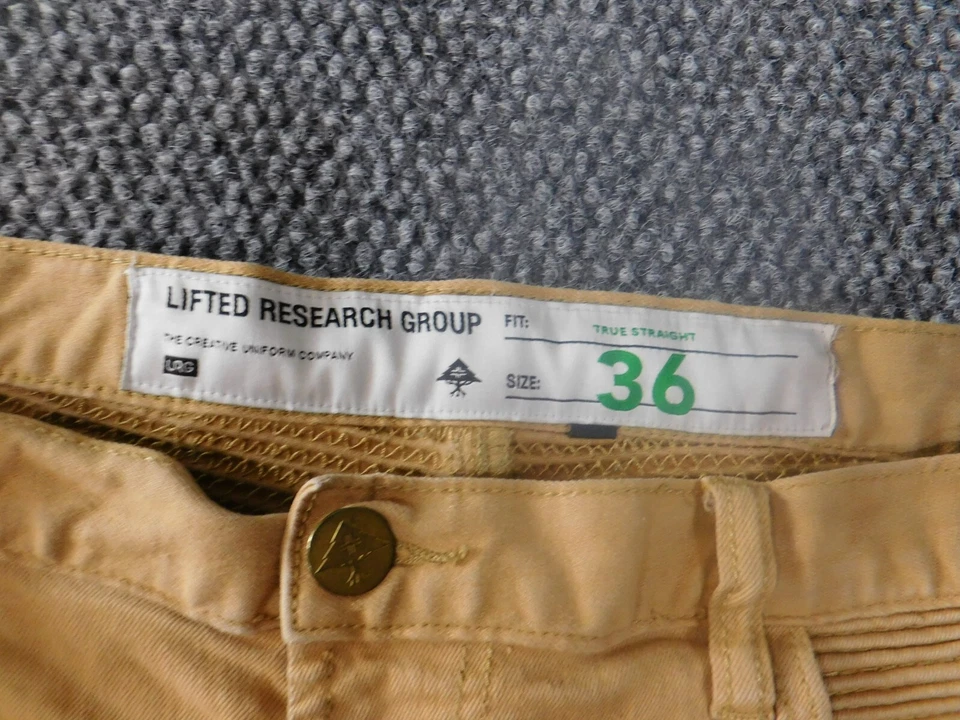 LIFTED RESEARCH GROUP
THE CREATIVE UNIFORM COMPANY
LRG
FIT: TRUE STRAIGHT
SIZE: 36